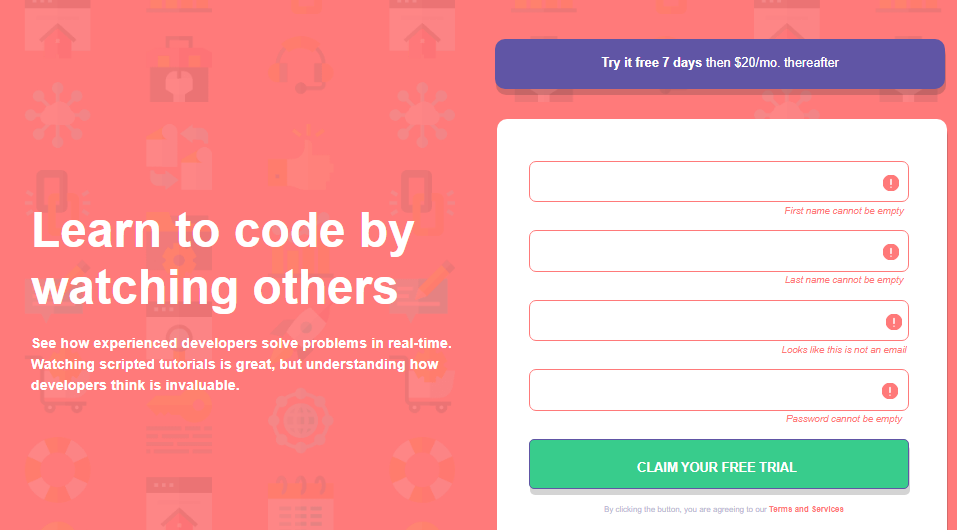 Learn to code by
watching others
See how experienced developers solve problems in real-time.
Watching scripted tutorials is great, but understanding how
developers think is invaluable.
Try it free 7 days then $20/mo. thereafter
First name cannot be empty
Last name cannot be empty
Looks like this is not an email
Password cannot be empty
CLAIM YOUR FREE TRIAL
By clicking the button, you are agreeing to our Terms and Services